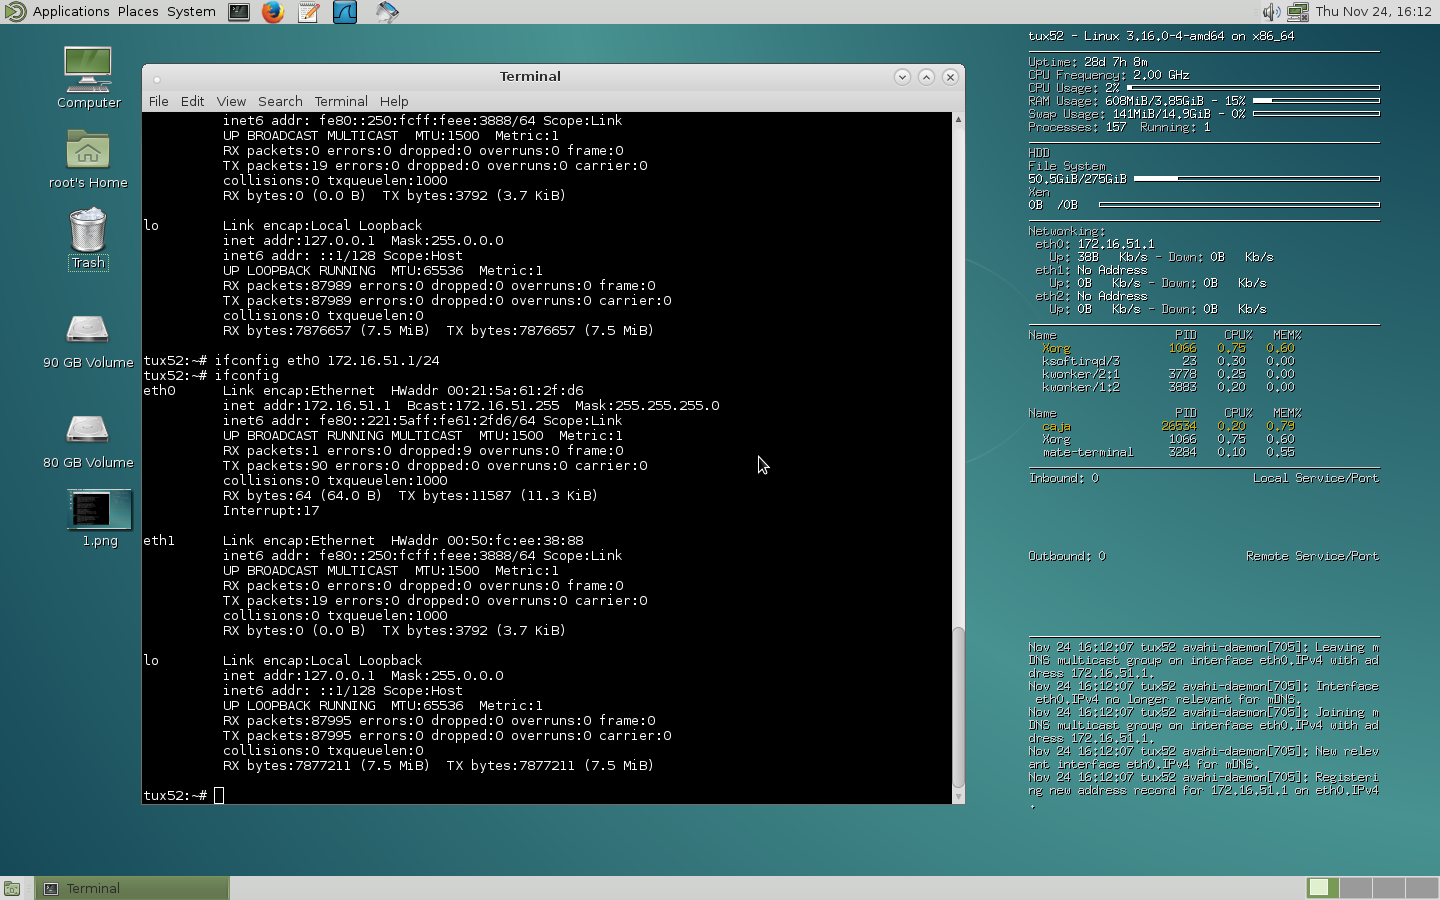 Applications Places System
Thu Nov 24, 16:12
Computer
root's Home
Trash
90 GB Volume
80 GB Volume
1.png
Terminal
File Edit View Search Terminal Help
inet6 addr: fe80::250:fcff:feee:3888/64 Scope:Link
UP BROADCAST MULTICAST  MTU:1500  Metric:1
RX packets:0 errors:0 dropped:0 overruns:0 frame:0
TX packets:19 errors:0 dropped:0 overruns:0 carrier:0
collisions:0 txqueuelen:1000
RX bytes:0 (0.0 B)  TX bytes:3792 (3.7 KiB)
lo        Link encap:Local Loopback
inet addr:127.0.0.1  Mask:255.0.0.0
inet6 addr: ::1/128 Scope:Host
UP LOOPBACK RUNNING  MTU:65536  Metric:1
RX packets:87989 errors:0 dropped:0 overruns:0 frame:0
TX packets:87989 errors:0 dropped:0 overruns:0 carrier:0
collisions:0 txqueuelen:0
RX bytes:7876657 (7.5 MiB)  TX bytes:7876657 (7.5 MiB)
tux52:~# ifconfig eth0 172.16.51.1/24
tux52:~# ifconfig
eth0      Link encap:Ethernet  HWaddr 00:21:5a:61:2f:d6
inet addr:172.16.51.1  Bcast:172.16.51.255  Mask:255.255.255.0
inet6 addr: fe80::221:5aff:fe61:2fd6/64 Scope:Link
UP BROADCAST RUNNING MULTICAST  MTU:1500  Metric:1
RX packets:1 errors:0 dropped:9 overruns:0 frame:0
TX packets:90 errors:0 dropped:0 overruns:0 carrier:0
collisions:0 txqueuelen:1000
RX bytes:64 (64.0 B)  TX bytes:11587 (11.3 KiB)
Interrupt:17
eth1      Link encap:Ethernet  HWaddr 00:50:fc:ee:38:88
inet6 addr: fe80::250:fcff:feee:3888/64 Scope:Link
UP BROADCAST MULTICAST  MTU:1500  Metric:1
RX packets:0 errors:0 dropped:0 overruns:0 frame:0
TX packets:19 errors:0 dropped:0 overruns:0 carrier:0
collisions:0 txqueuelen:1000
RX bytes:0 (0.0 B)  TX bytes:3792 (3.7 KiB)
lo        Link encap:Local Loopback
inet addr:127.0.0.1  Mask:255.0.0.0
inet6 addr: ::1/128 Scope:Host
UP LOOPBACK RUNNING  MTU:65536  Metric:1
RX packets:87995 errors:0 dropped:0 overruns:0 frame:0
TX packets:87995 errors:0 dropped:0 overruns:0 carrier:0
collisions:0 txqueuelen:0
RX bytes:7877211 (7.5 MiB)  TX bytes:7877211 (7.5 MiB)
tux52:~#
tux52 - Linux 3.16.0-4-amd64 on x86_64
Uptime: 28d 7h 8m
CPU Frequency: 2.00 GHz
CPU Usage: 2%
RAM Usage: 608MiB/3.85GiB - 15%
Swap Usage: 141MiB/14.9GiB - 0%
Processes: 157  Running: 1
HDD
File System
50.5GiB/275GiB
Xen
0B  /0B
Networking:
eth0: 172.16.51.1
Up: 38B   Kb/s - Down: 0B   Kb/s
eth1: No Address
Up: 0B   Kb/s - Down: 0B   Kb/s
eth2: No Address
Up: 0B   Kb/s - Down: 0B   Kb/s
Name PID CPU% MEM%
Xorg 1066 0.75 0.60
ksoftirqd/3 23 0.30 0.00
kworker/2:1 3778 0.25 0.00
kworker/1:2 3883 0.20 0.00
Name PID CPU% MEM%
caja 26534 0.20 0.79
Xorg 1066 0.75 0.60
mate-terminal 3284 0.10 0.55
Inbound: 0 Local Service/Port
Outbound: 0 Remote Service/Port
Nov 24 16:12:07 tux52 avahi-daemon[705]: Leaving m
DNS multicast group on interface eth0.IPv4 with ad
dress 172.16.51.1.
Nov 24 16:12:07 tux52 avahi-daemon[705]: Interface
eth0.IPv4 no longer relevant for mDNS.
Nov 24 16:12:07 tux52 avahi-daemon[705]: Joining m
DNS multicast group on interface eth0.IPv4 with ad
dress 172.16.51.1.
Nov 24 16:12:07 tux52 avahi-daemon[705]: New relev
ant interface eth0.IPv4 for mDNS.
Nov 24 16:12:07 tux52 avahi-daemon[705]: Registeri
ng new address record for 172.16.51.1 on eth0.IPv4
.
Terminal